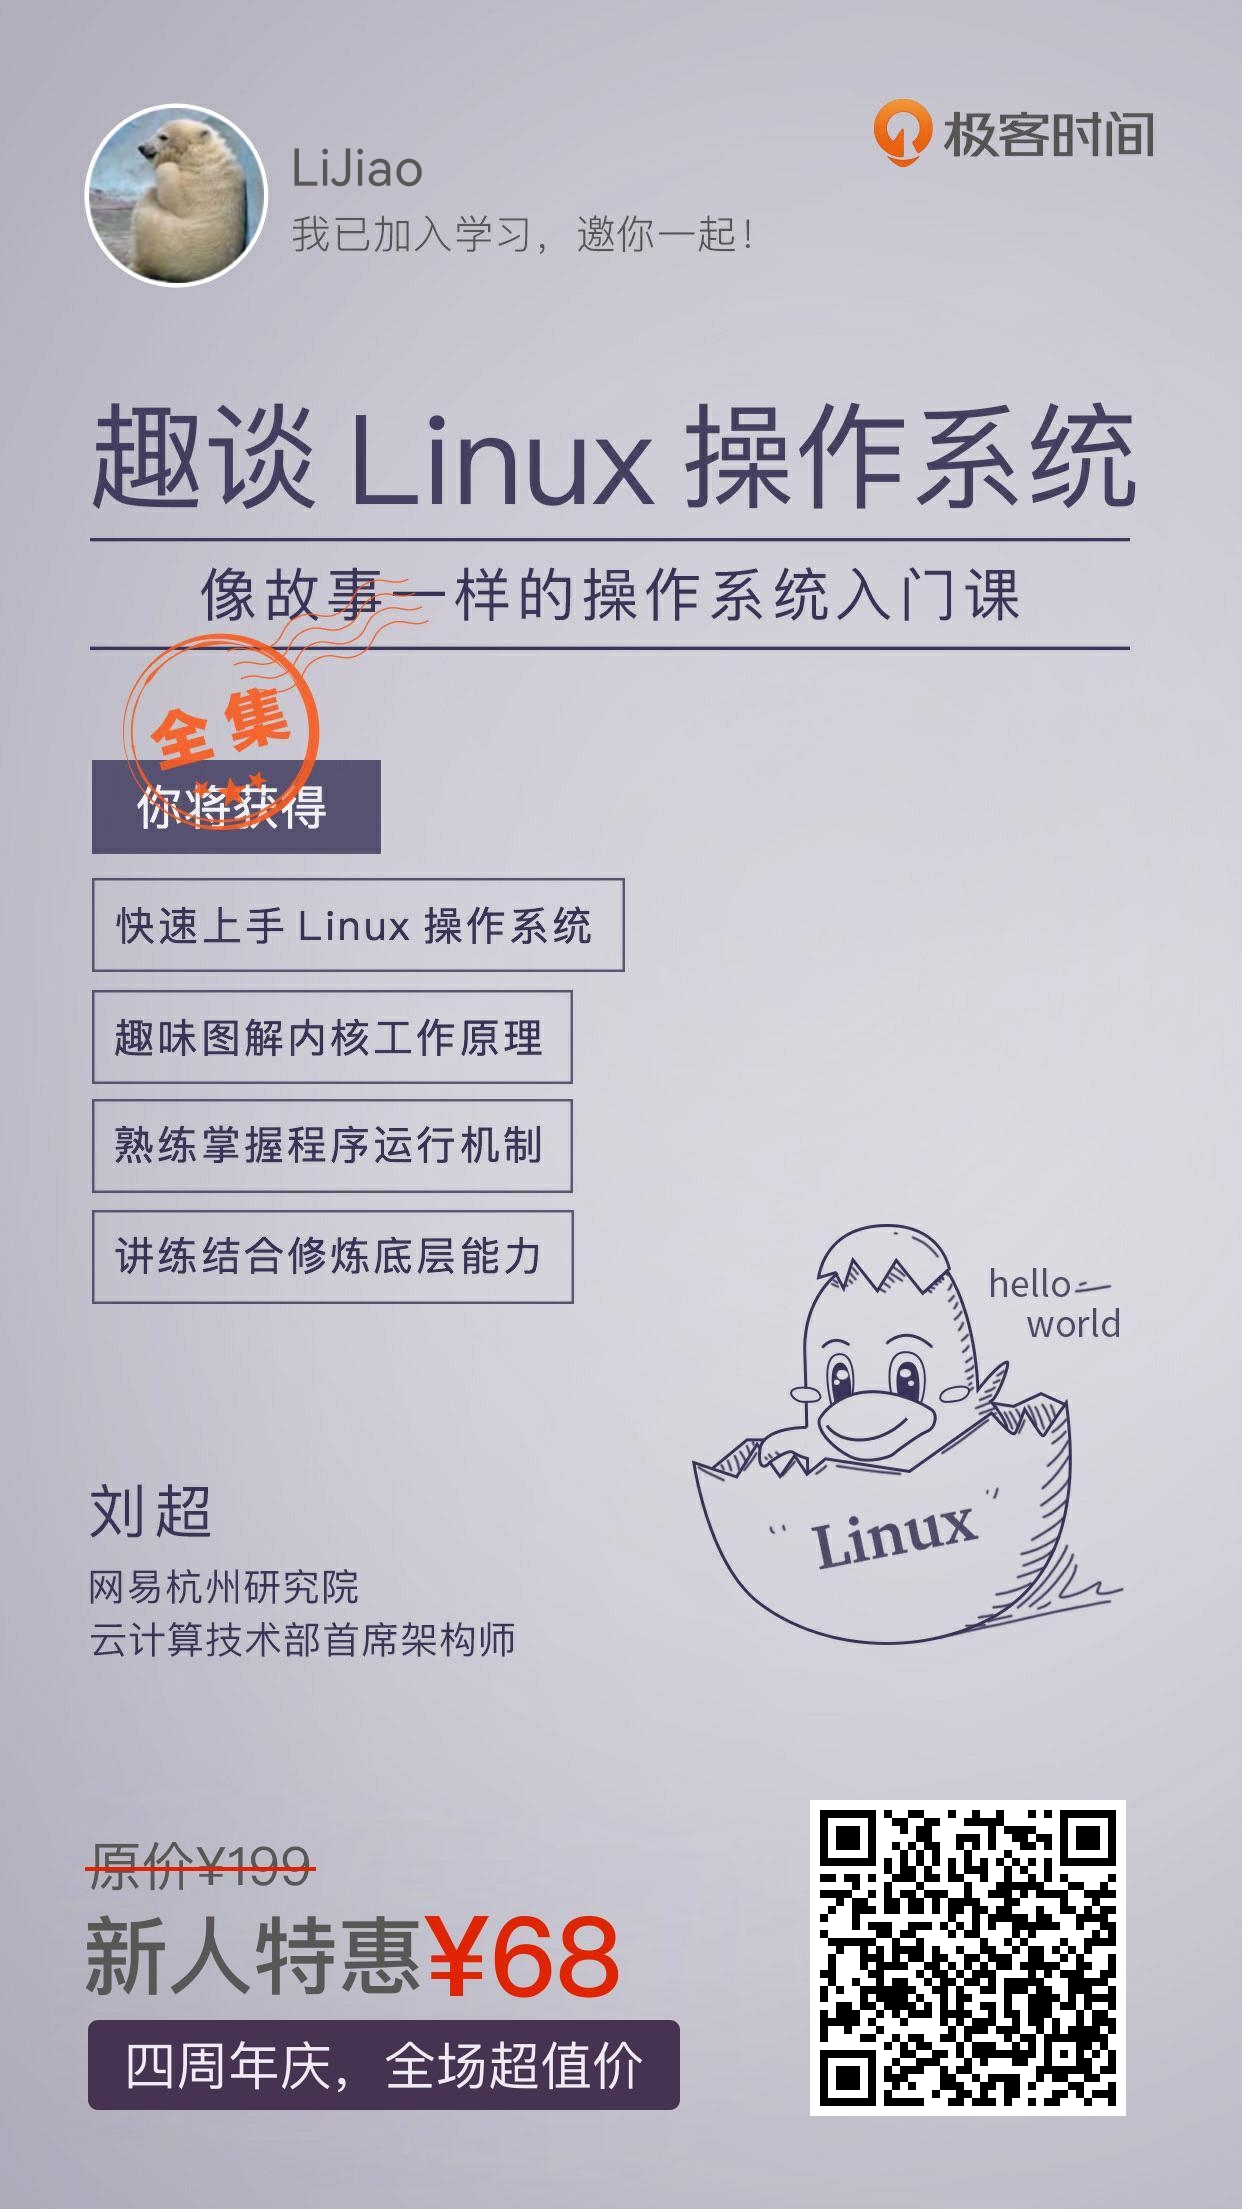 LiJiao
我已加入学习，邀你一起！
极客时间
趣谈 Linux 操作系统
像故事一样的操作系统入门课
全集
你将获得
快速上手 Linux 操作系统
趣味图解内核工作原理
熟练掌握程序运行机制
讲练结合修炼底层能力
hello
world
Linux
刘超
网易杭州研究院
云计算技术部首席架构师
原价¥199
新人特惠¥68
四周年庆，全场超值价